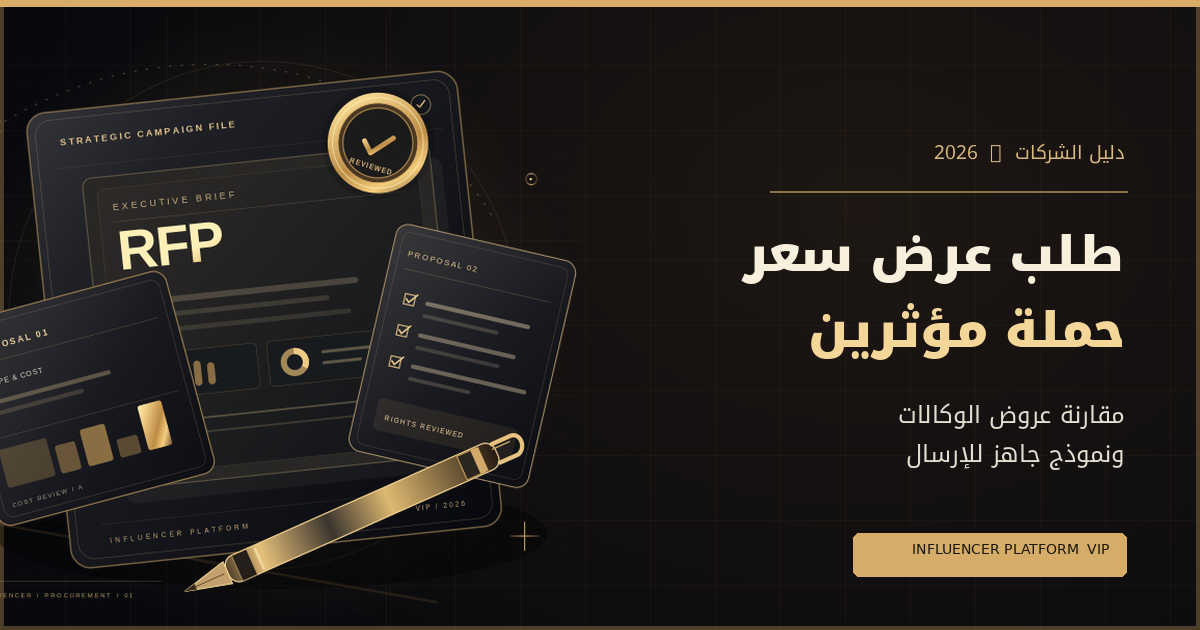 دليل الشركات 2026
طلب عرض سعر
حملة مؤثرين
مقارنة عروض الوكالات
ونموذج جاهز للإرسال
INFLUENCER PLATFORM VIP
STRATEGIC CAMPAIGN FILE
REVIEWED
EXECUTIVE BRIEF
RFP
PROPOSAL 02
RIGHTS REVIEWED
OSAL 01
PE & COST
COST REVIEW / A
VIP / 2026
INFLUENCER PLATFORM
ENCER / PROCUREMENT / 01